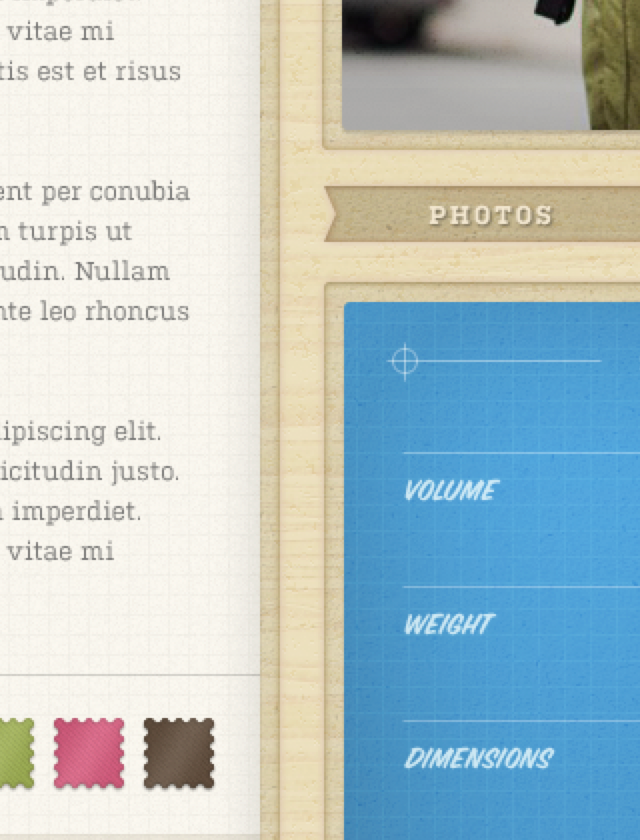 vitae mi
tis est et risus
ent per conubia
turpis ut
udin. Nullam
nte leo rhoncus
ipiscing elit.
icitudin justo.
imperdiet.
vitae mi
PHOTOS
VOLUME
WEIGHT
DIMENSIONS